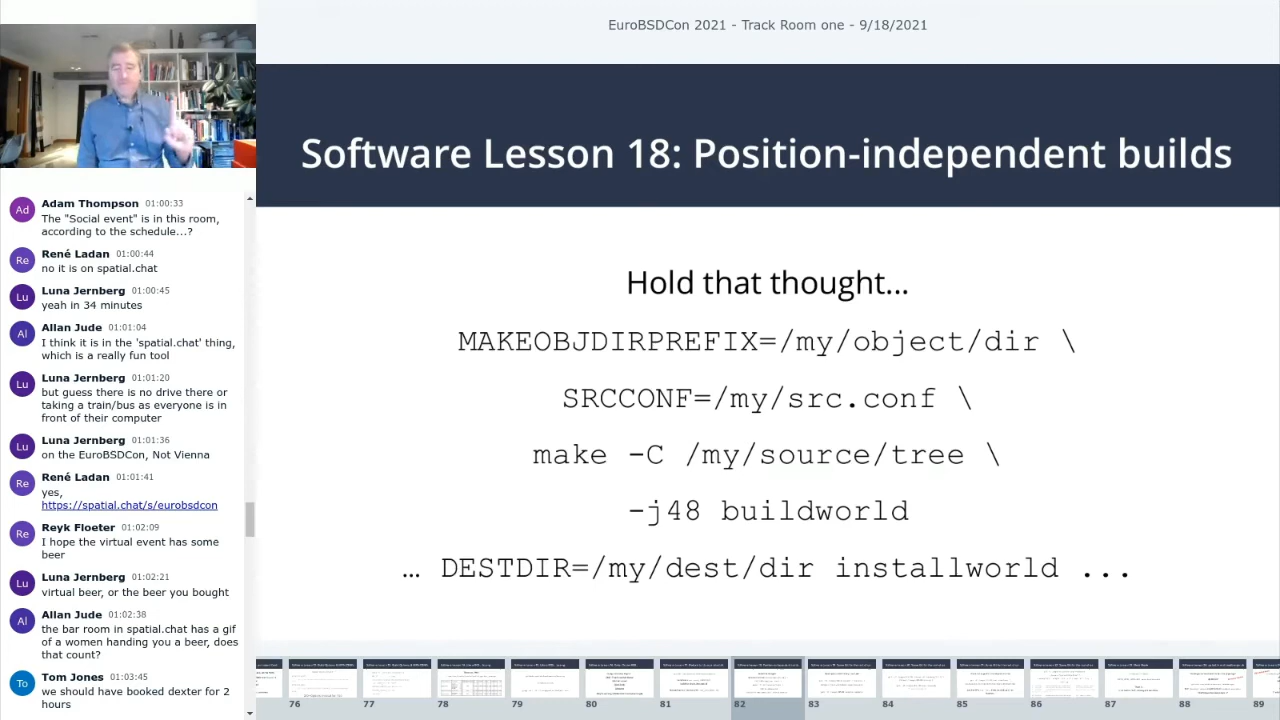 EuroBSDCon 2021 - Track Room one - 9/18/2021
Software Lesson 18: Position-independent builds
Hold that thought...
MAKEOBJDIRPREFIX=/my/object/dir \
SRCCONF=/my/src.conf \
make -C /my/source/tree \
-j48 buildworld
… DESTDIR=/my/dest/dir installworld ...
Ad
Adam Thompson 01:00:33
The "Social event" is in this room,
according to the schedule...?
Re
René Ladan 01:00:44
no it is on spatial.chat
Lu
Luna Jernberg 01:00:45
yeah in 34 minutes
Al
Allan Jude 01:01:04
I think it is in the 'spatial.chat' thing,
which is a really fun tool
Lu
Luna Jernberg 01:01:20
but guess there is no drive there or
taking a train/bus as everyone is in
front of their computer
Lu
Luna Jernberg 01:01:36
on the EuroBSDCon, Not Vienna
Re
René Ladan 01:01:41
yes,
https://spatial.chat/s/eurobsdcon
Re
Reyk Floeter 01:02:09
I hope the virtual event has some
beer
Lu
Luna Jernberg 01:02:21
virtual beer, or the beer you bought
Al
Allan Jude 01:02:38
the bar room in spatial.chat has a gif
of a women handing you a beer, does
that count?
To
Tom Jones 01:03:45
we should have booked dexter for 2
hours
76 77 78 79 80 81 82 83 84 85 86 87 88 89